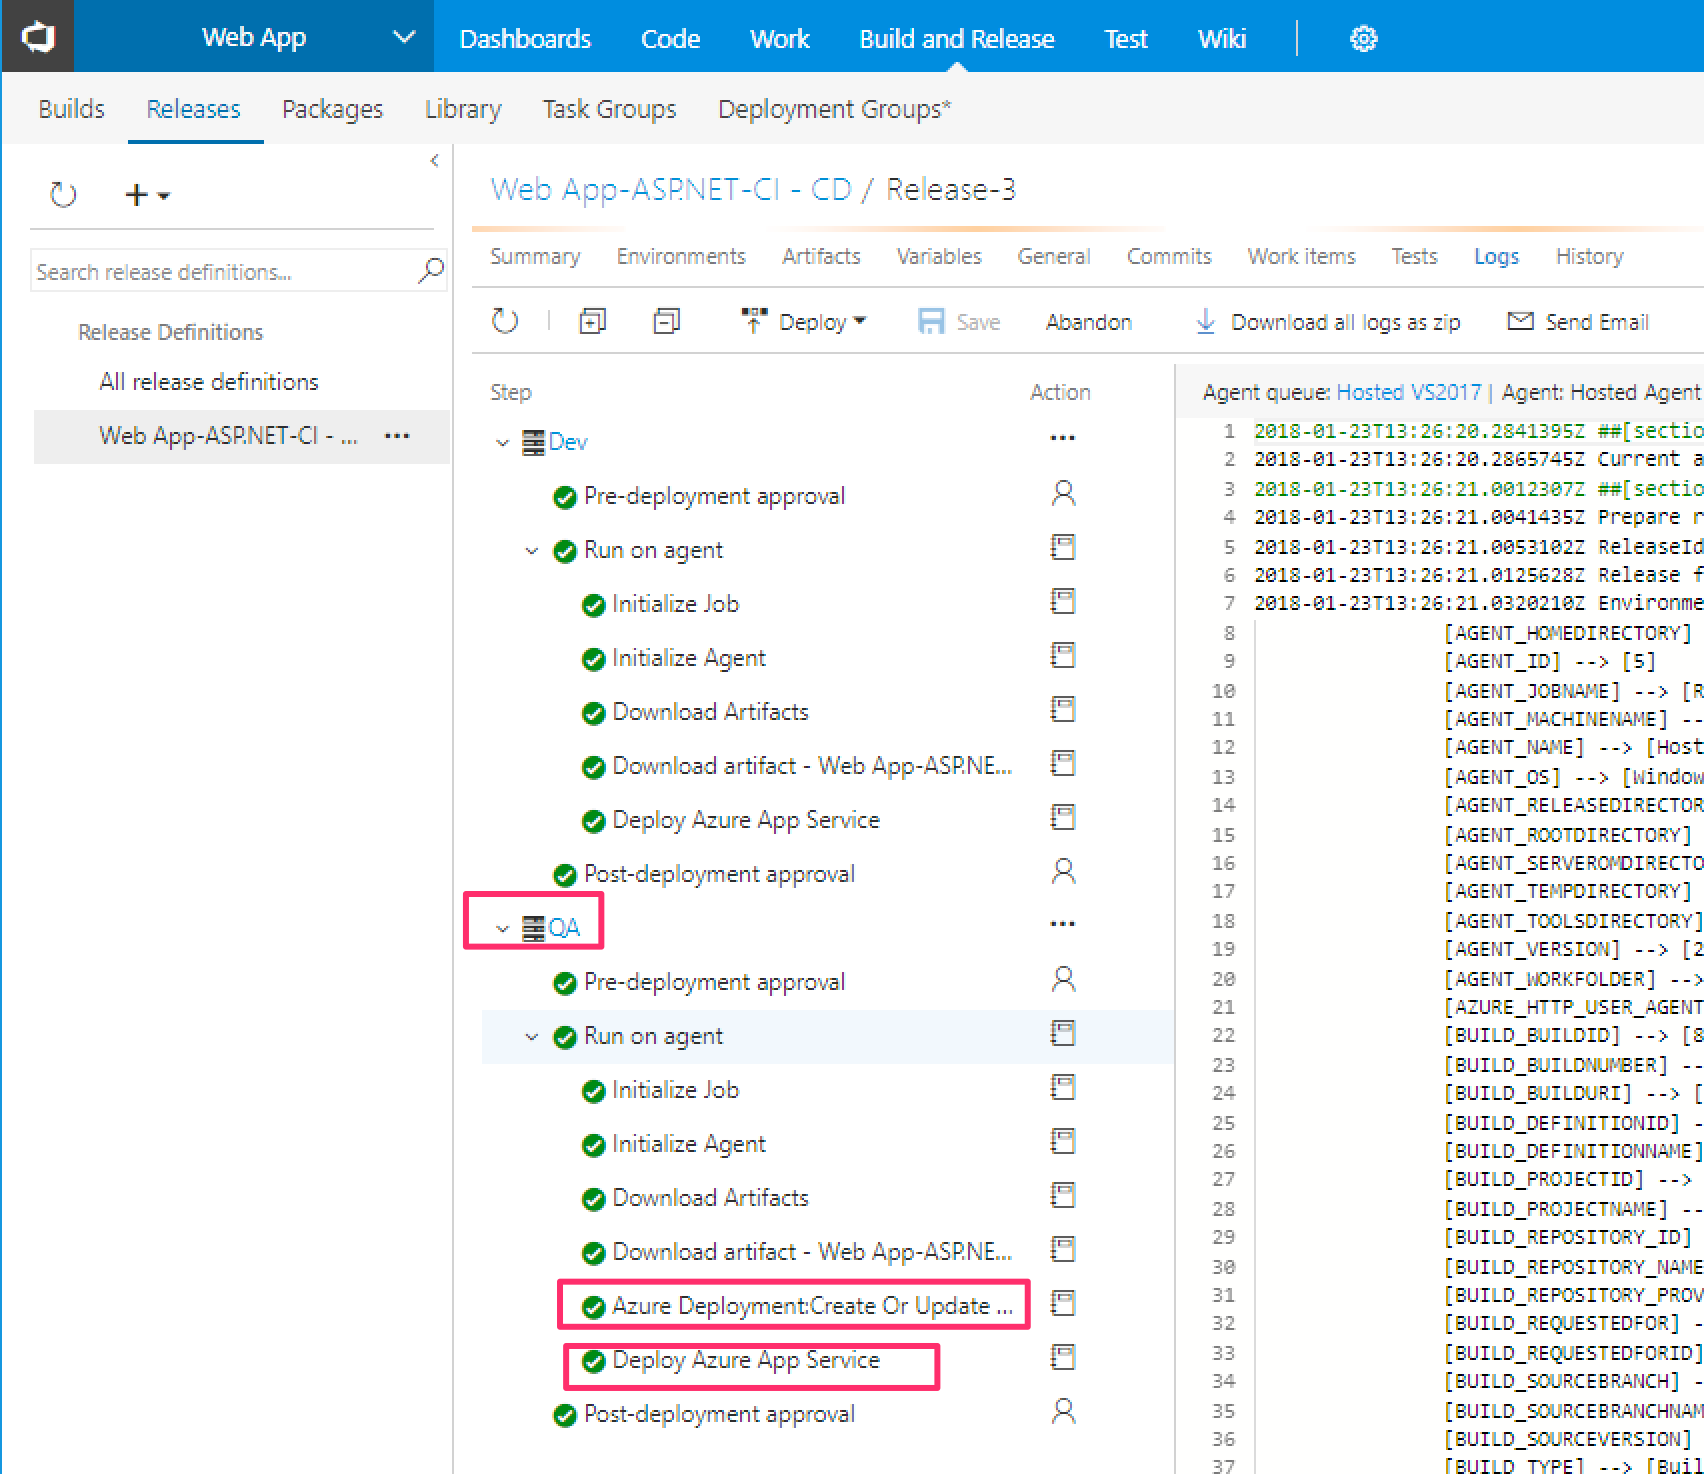 Web App Dashboards Code Work Build and Release Test Wiki
Builds Releases Packages Library Task Groups Deployment Groups*
Web App-ASP.NET-CI - CD / Release-3
Search release definitions...
Release Definitions
All release definitions
Web App-ASP.NET-CI - ... •••
Summary Environments Artifacts Variables General Commits Work items Tests Logs History
Deploy Save Abandon Download all logs as zip Send Email
Step Action
Dev
Pre-deployment approval
Run on agent
Initialize Job
Initialize Agent
Download Artifacts
Download artifact - Web App-ASP.NE...
Deploy Azure App Service
Post-deployment approval
QA
Pre-deployment approval
Run on agent
Initialize Job
Initialize Agent
Download Artifacts
Download artifact - Web App-ASP.NE...
Azure Deployment:Create Or Update ...
Deploy Azure App Service
Post-deployment approval
Agent queue: Hosted VS2017 | Agent: Hosted Agent
1 2018-01-23T13:26:20.2841395Z ##[sectio
2 2018-01-23T13:26:20.2865745Z Current a
3 2018-01-23T13:26:21.0012307Z ##[sectio
4 2018-01-23T13:26:21.0041435Z Prepare r
5 2018-01-23T13:26:21.0053102Z ReleaseId
6 2018-01-23T13:26:21.0125628Z Release f
7 2018-01-23T13:26:21.0320210Z Environme
8 [AGENT_HOMEDIRECTORY]
9 [AGENT_ID] --> [5]
10 [AGENT_JOBNAME] --> [R
11 [AGENT_MACHINENAME] --
12 [AGENT_NAME] --> [Host
13 [AGENT_OS] --> [Window
14 [AGENT_RELEASEDIRECTOR
15 [AGENT_ROOTDIRECTORY]
16 [AGENT_SERVEROMDIRECTO
17 [AGENT_TEMPDIRECTORY]
18 [AGENT_TOOLSDIRECTORY]
19 [AGENT_VERSION] --> [2
20 [AGENT_WORKFOLDER] -->
21 [AZURE_HTTP_USER_AGENT
22 [BUILD_BUILDID] --> [8
23 [BUILD_BUILDNUMBER] --
24 [BUILD_BUILDURI] --> [
25 [BUILD_DEFINITIONID] -
26 [BUILD_DEFINITIONNAME]
27 [BUILD_PROJECTID] -->
28 [BUILD_PROJECTNAME] --
29 [BUILD_REPOSITORY_ID]
30 [BUILD_REPOSITORY_NAME
31 [BUILD_REPOSITORY_PROV
32 [BUILD_REQUESTEDFOR] -
33 [BUILD_REQUESTEDFORID]
34 [BUILD_SOURCEBRANCH] -
35 [BUILD_SOURCEBRANCHNAM
36 [BUILD_SOURCEVERSION]
37 [BUILD_TYPE] --> [Buil